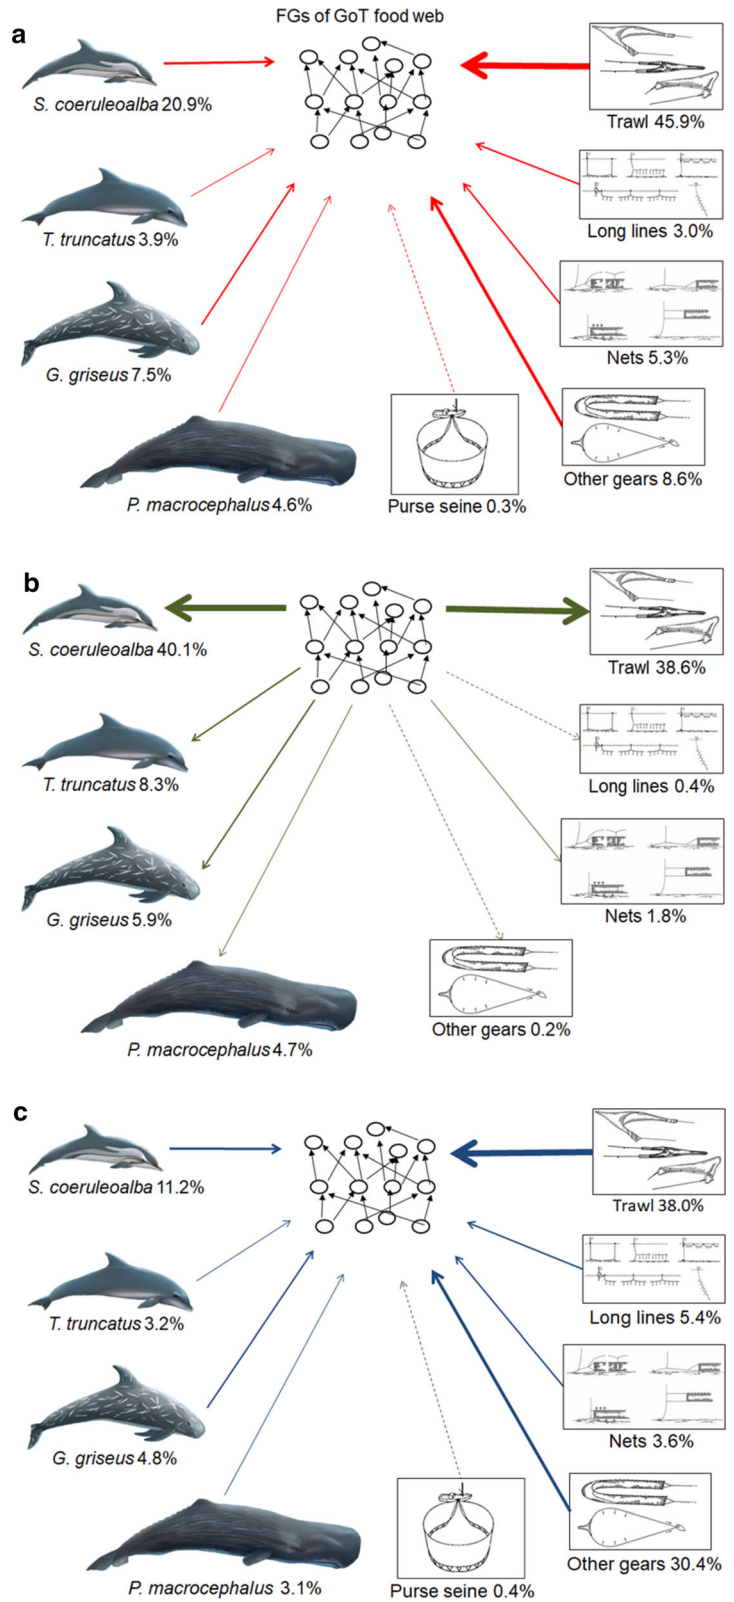 a
FGs of GoT food web
S. coeruleoalba 20.9%
Trawl 45.9%
T. truncatus 3.9%
Long lines 3.0%
G. griseus 7.5%
Nets 5.3%
P. macrocephalus 4.6%
Purse seine 0.3%
Other gears 8.6%
b
S. coeruleoalba 40.1%
Trawl 38.6%
T. truncatus 8.3%
Long lines 0.4%
G. griseus 5.9%
Nets 1.8%
P. macrocephalus 4.7%
Other gears 0.2%
c
S. coeruleoalba 11.2%
Trawl 38.0%
T. truncatus 3.2%
Long lines 5.4%
G. griseus 4.8%
Nets 3.6%
P. macrocephalus 3.1%
Purse seine 0.4%
Other gears 30.4%